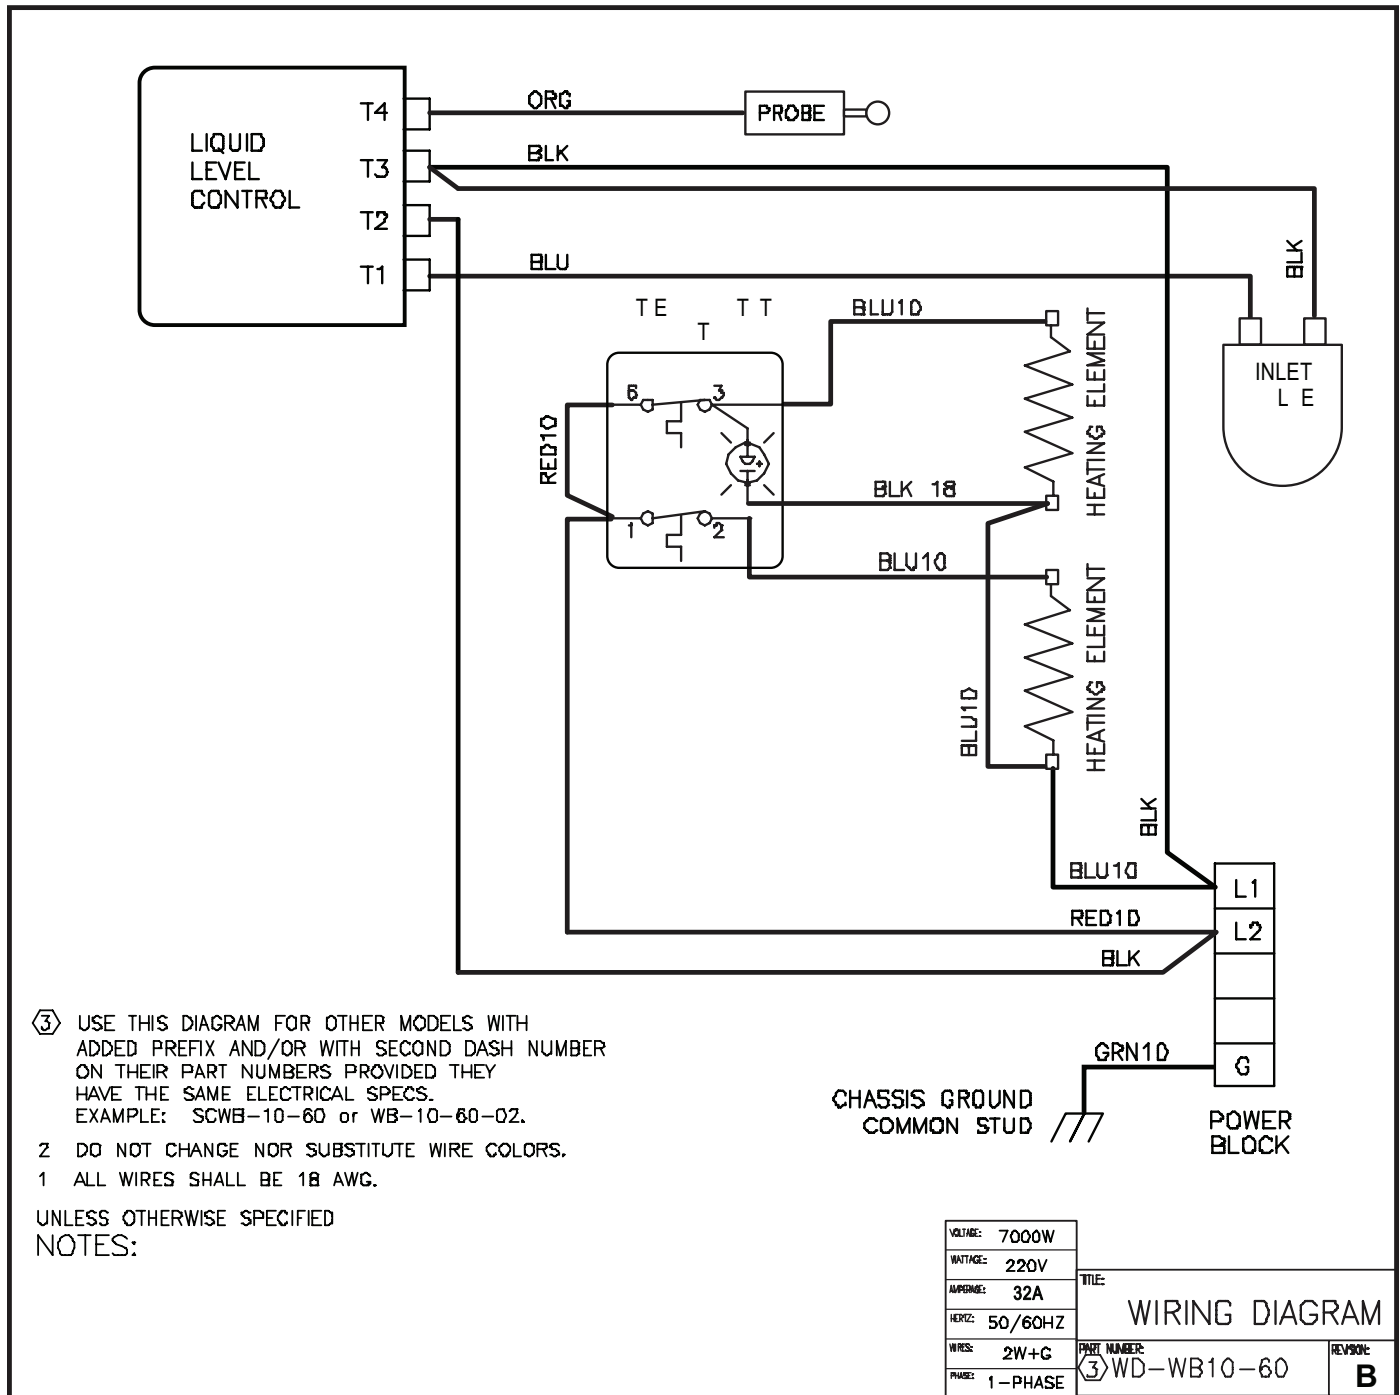 ORG
T4
PROBE
LIQUID
LEVEL
CONTROL
BLK
T3
T2
BLU
T1
BLK
TE TT
T
BLU10
INLET
L E
HEATING ELEMENT
6 3
RED10
BLK 18
1 2
BLU10
HEATING ELEMENT
BLU10
BLK
BLU10
L1
RED10
L2
BLK
GRN10
G
CHASSIS GROUND
COMMON STUD
POWER
BLOCK
3 USE THIS DIAGRAM FOR OTHER MODELS WITH
ADDED PREFIX AND/OR WITH SECOND DASH NUMBER
ON THEIR PART NUMBERS PROVIDED THEY
HAVE THE SAME ELECTRICAL SPECS.
EXAMPLE: SCWB-10-60 or WB-10-60-02.
2 DO NOT CHANGE NOR SUBSTITUTE WIRE COLORS.
1 ALL WIRES SHALL BE 18 AWG.
UNLESS OTHERWISE SPECIFIED
NOTES:
VOLTAGE: 7000W
WATTAGE: 220V
AMPERAGE: 32A
HERTZ: 50/60HZ
WIRES: 2W+G
PHASE: 1-PHASE
TITLE:
WIRING DIAGRAM
PART NUMBER:
3 WD-WB10-60
REVISION:
B